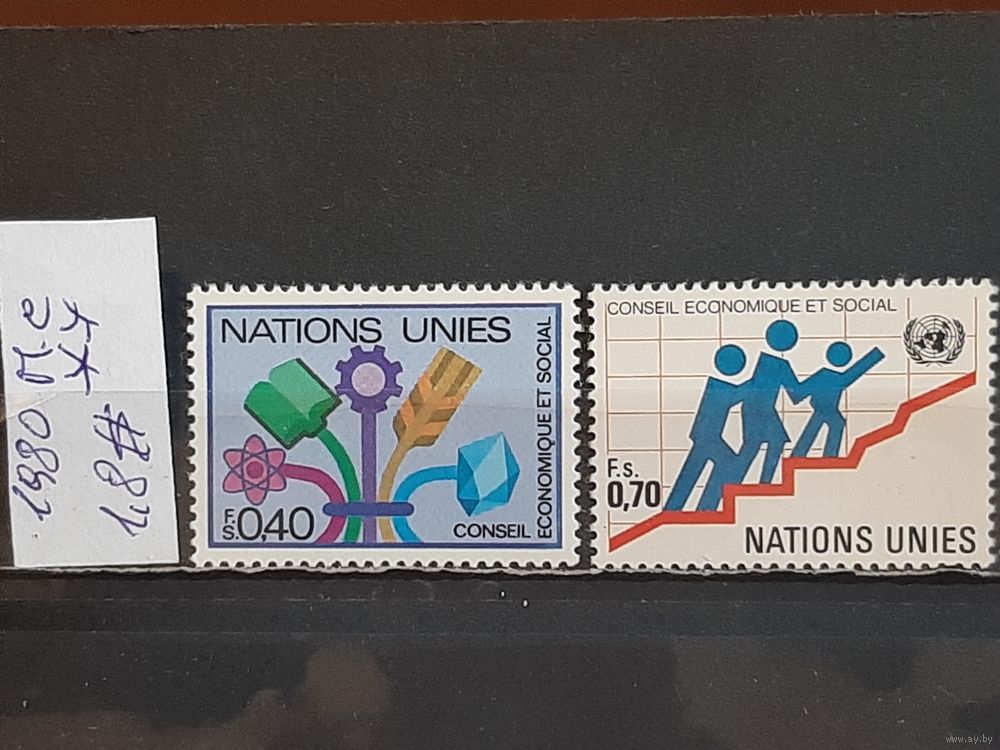 1980 П.С
**
1.8 $
NATIONS UNIES
ECONOMIQUE ET SOCIAL
F.S. 0,40
CONSEIL
CONSEIL ECONOMIQUE ET SOCIAL
F.S.
0,70
NATIONS UNIES
www.ay.by